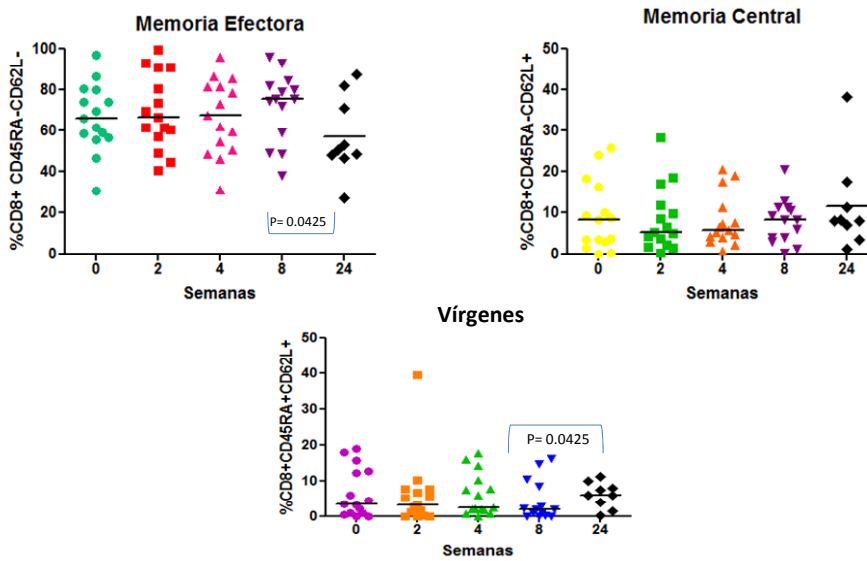 Memoria Efectora
%CD8+ CD45RA-CD62L-
100
80
60
40
20
0
P= 0.0425
0 2 4 8 24
Semanas
Memoria Central
%CD8+CD45RA-CD62L+
50
40
30
20
10
0
0 2 4 8 24
Semanas
Vírgenes
%CD8+CD45RA+CD62L+
50
40
30
20
10
0
P= 0.0425
0 2 4 8 24
Semanas